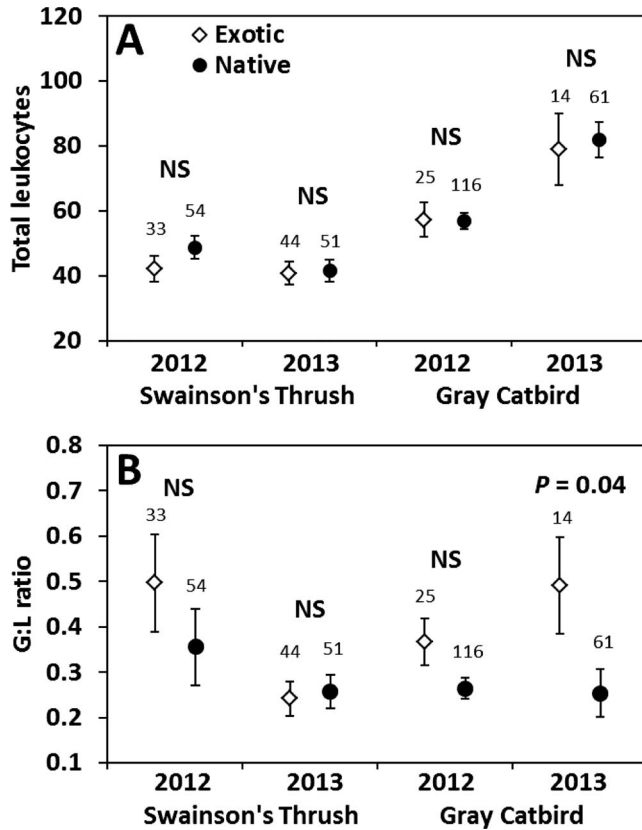 120
A
Exotic
Native
NS
NS
NS
NS
14
61
100
80
60
40
20
Total leukocytes
25
116
33
54
44
51
2012
2013
2012
2013
Swainson's Thrush
Gray Catbird
0.8
B
NS
P = 0.04
0.7
33
14
0.6
54
NS
25
0.5
G:L ratio
NS
116
61
0.4
44
51
0.3
0.2
0.1
2012
2013
2012
2013
Swainson's Thrush
Gray Catbird